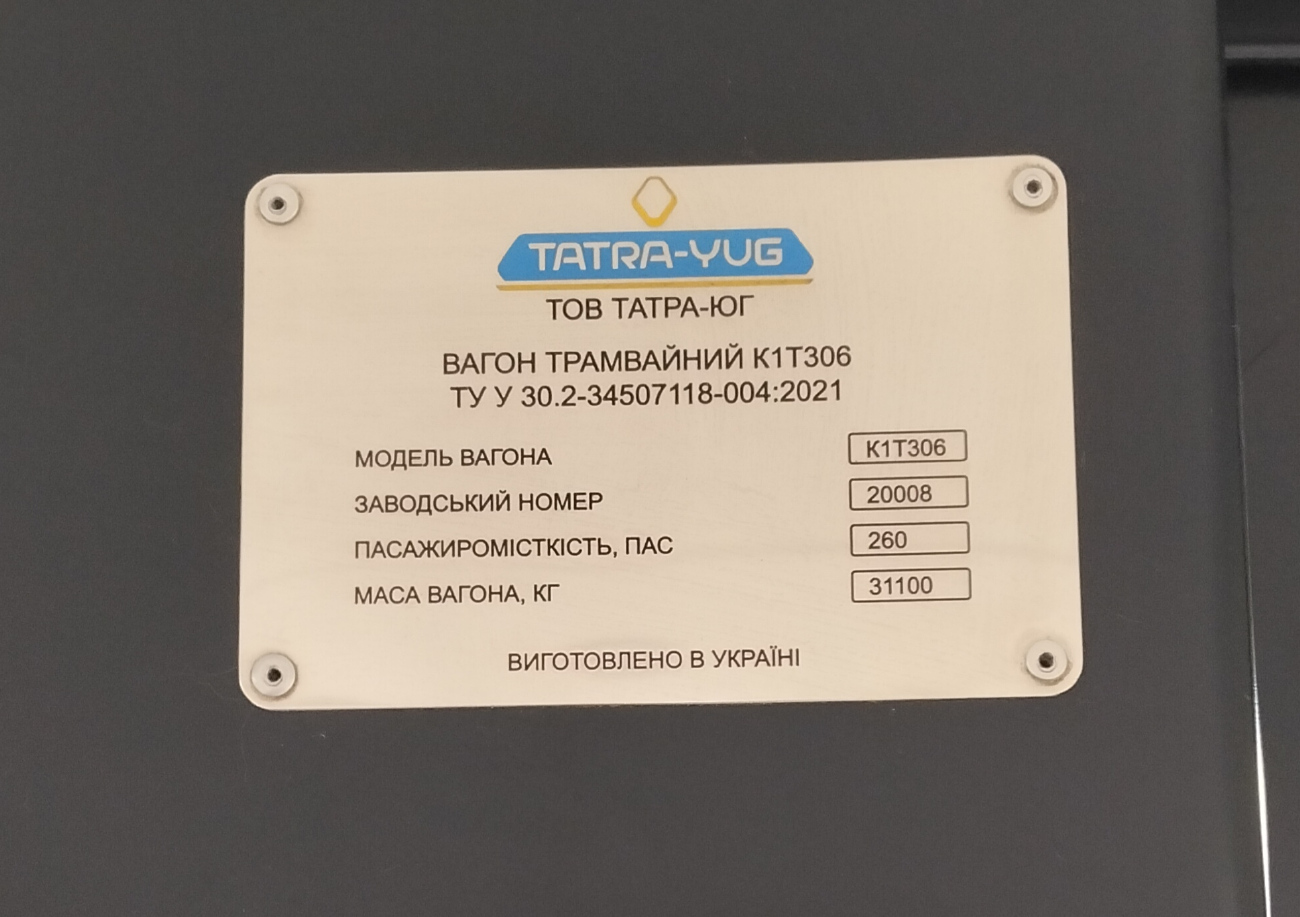 TATRA-YUG
ТОВ ТАТРА-ЮГ
ВАГОН ТРАМВАЙНИЙ К1Т306
ТУ У 30.2-34507118-004:2021
МОДЕЛЬ ВАГОНА К1Т306
ЗАВОДСЬКИЙ НОМЕР 20008
ПАСАЖИРОМІСТКІСТЬ, ПАС 260
МАСА ВАГОНА, КГ 31100
ВИГОТОВЛЕНО В УКРАЇНІ